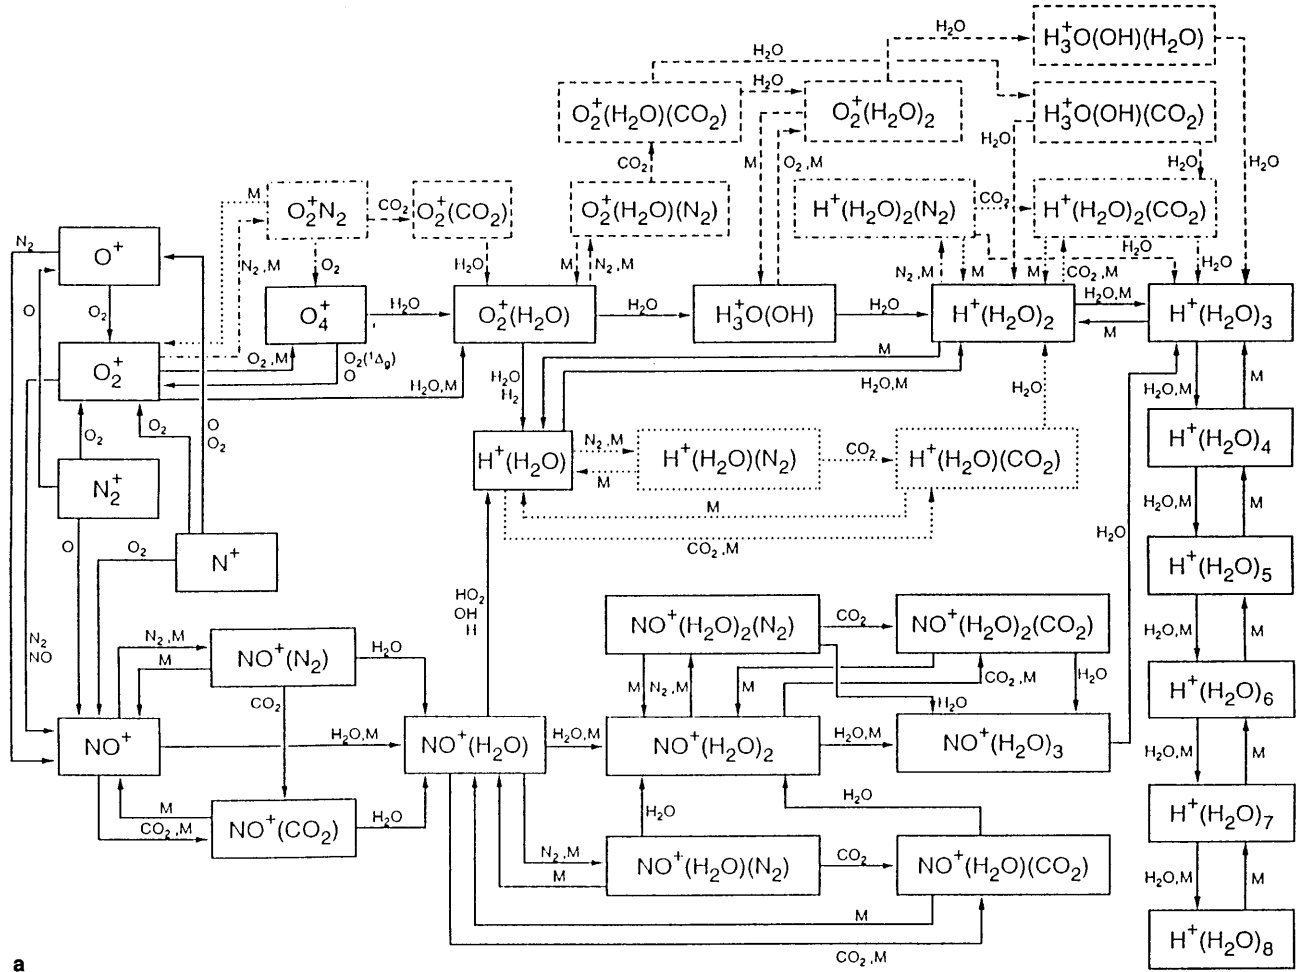 H₂O
H₃⁺O(OH)(H₂O)
H₂O
O₂⁺(H₂O)(CO₂)
H₂O
O₂⁺(H₂O)₂
H₃⁺O(OH)(CO₂)
H₂O
CO₂
M
O₂,M
H₂O
H₂O
M
O₂⁺N₂
CO₂
O₂⁺(CO₂)
O₂⁺(H₂O)(N₂)
H⁺(H₂O)₂(N₂)
CO₂
H⁺(H₂O)₂(CO₂)
N₂
O⁺
N₂,M
O₂
H₂O
M
N₂,M
N₂,M
M
M
CO₂,M
H₂O
H₂O
O
O₂
O₄⁺
H₂O
O₂⁺(H₂O)
H₂O
H₃⁺O(OH)
H₂O
H⁺(H₂O)₂
H₂O,M
M
H⁺(H₂O)₃
O₂⁺
O₂,M
O₂(¹Δg)
O
H₂O,M
H₂O
H₂
M
H₂O,M
H₂O
H₂O,M
M
O₂
O₂
O
O₂
H⁺(H₂O)
N₂,M
M
H⁺(H₂O)(N₂)
CO₂
H⁺(H₂O)(CO₂)
H⁺(H₂O)₄
N₂⁺
M
CO₂,M
H₂O,M
M
O
O₂
N⁺
H₂O
H⁺(H₂O)₅
HO₂
OH
H
N₂
NO
N₂,M
M
NO⁺(N₂)
H₂O
NO⁺(H₂O)₂(N₂)
CO₂
NO⁺(H₂O)₂(CO₂)
H₂O,M
M
CO₂
M
N₂,M
M
CO₂,M
H₂O
H₂O
H⁺(H₂O)₆
NO⁺
H₂O,M
NO⁺(H₂O)
H₂O,M
NO⁺(H₂O)₂
H₂O,M
NO⁺(H₂O)₃
H₂O,M
M
M
CO₂,M
NO⁺(CO₂)
H₂O
H₂O
H₂O
H⁺(H₂O)₇
N₂,M
M
NO⁺(H₂O)(N₂)
CO₂
NO⁺(H₂O)(CO₂)
H₂O,M
M
M
CO₂,M
H⁺(H₂O)₈
a